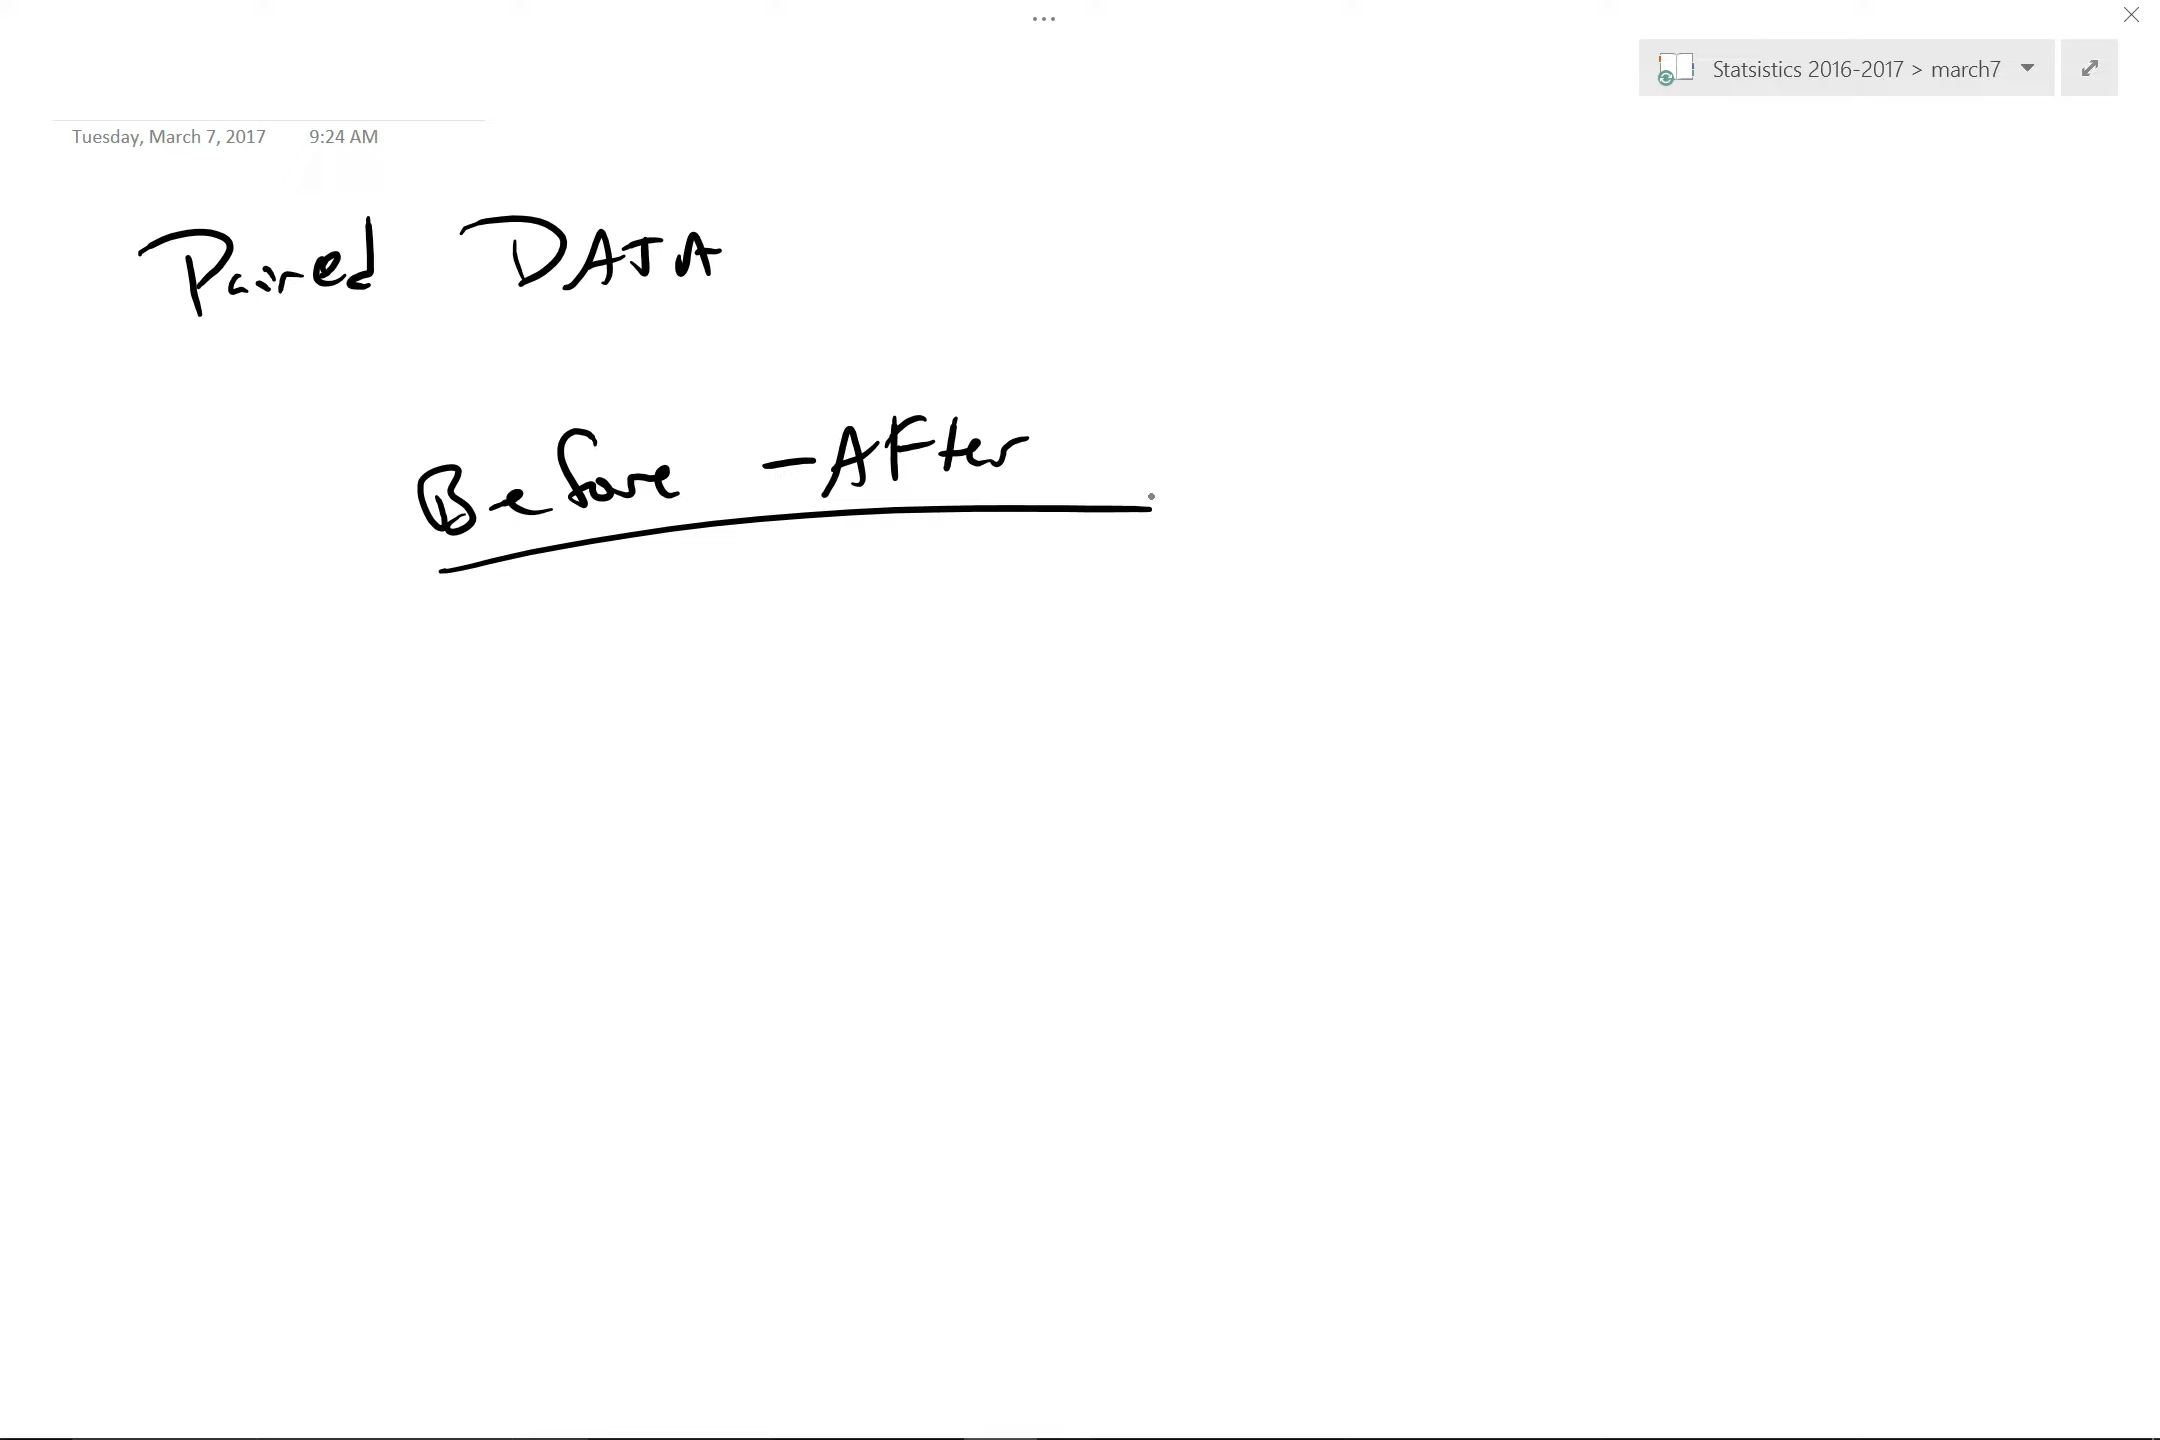 Statsistics 2016-2017 > march7
Tuesday, March 7, 2017 9:24 AM
Paired DATA
Before - AFter